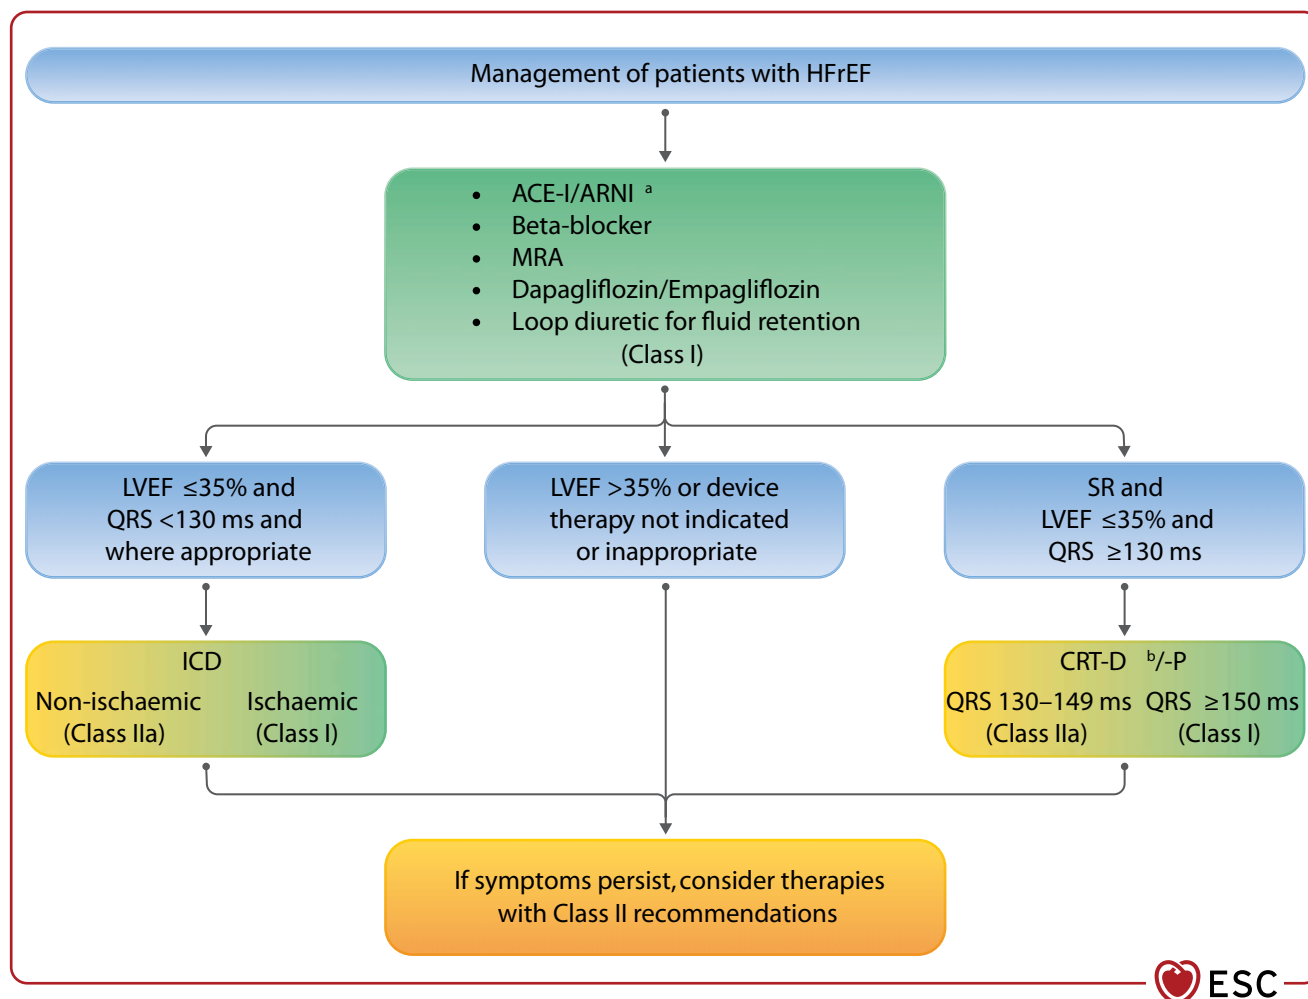 Management of patients with HFrEF
• ACE-I/ARNI a
• Beta-blocker
• MRA
• Dapagliflozin/Empagliflozin
• Loop diuretic for fluid retention
(Class I)
LVEF ≤35% and
QRS <130 ms and
where appropriate
LVEF >35% or device
therapy not indicated
or inappropriate
SR and
LVEF ≤35% and
QRS ≥130 ms
ICD
Non-ischaemic
(Class IIa)
Ischaemic
(Class I)
CRT-D b/-P
QRS 130–149 ms
(Class IIa)
QRS ≥150 ms
(Class I)
If symptoms persist, consider therapies
with Class II recommendations
ESC